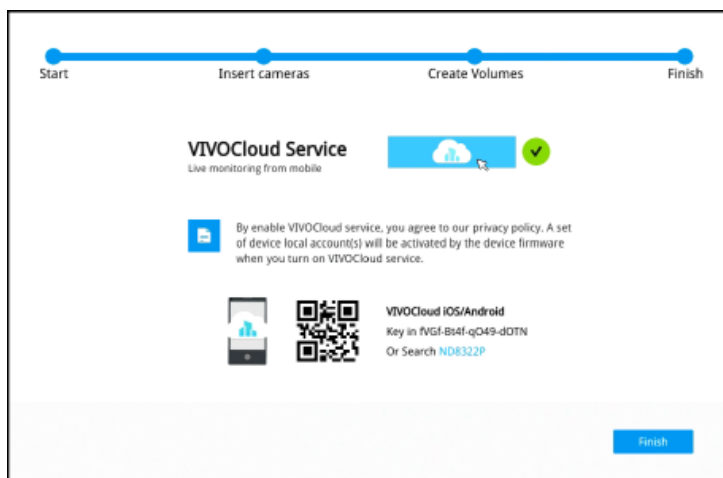 Start
Insert cameras
Create Volumes
Finish
VIVOCloud Service
Live monitoring from mobile
By enable VIVOCloud service, you agree to our privacy policy. A set
of device local account(s) will be activated by the device firmware
when you turn on VIVOCloud service.
VIVOCloud iOS/Android
Key in fVGf-Bt4f-qO49-dOTN
Or Search ND8322P
Finish